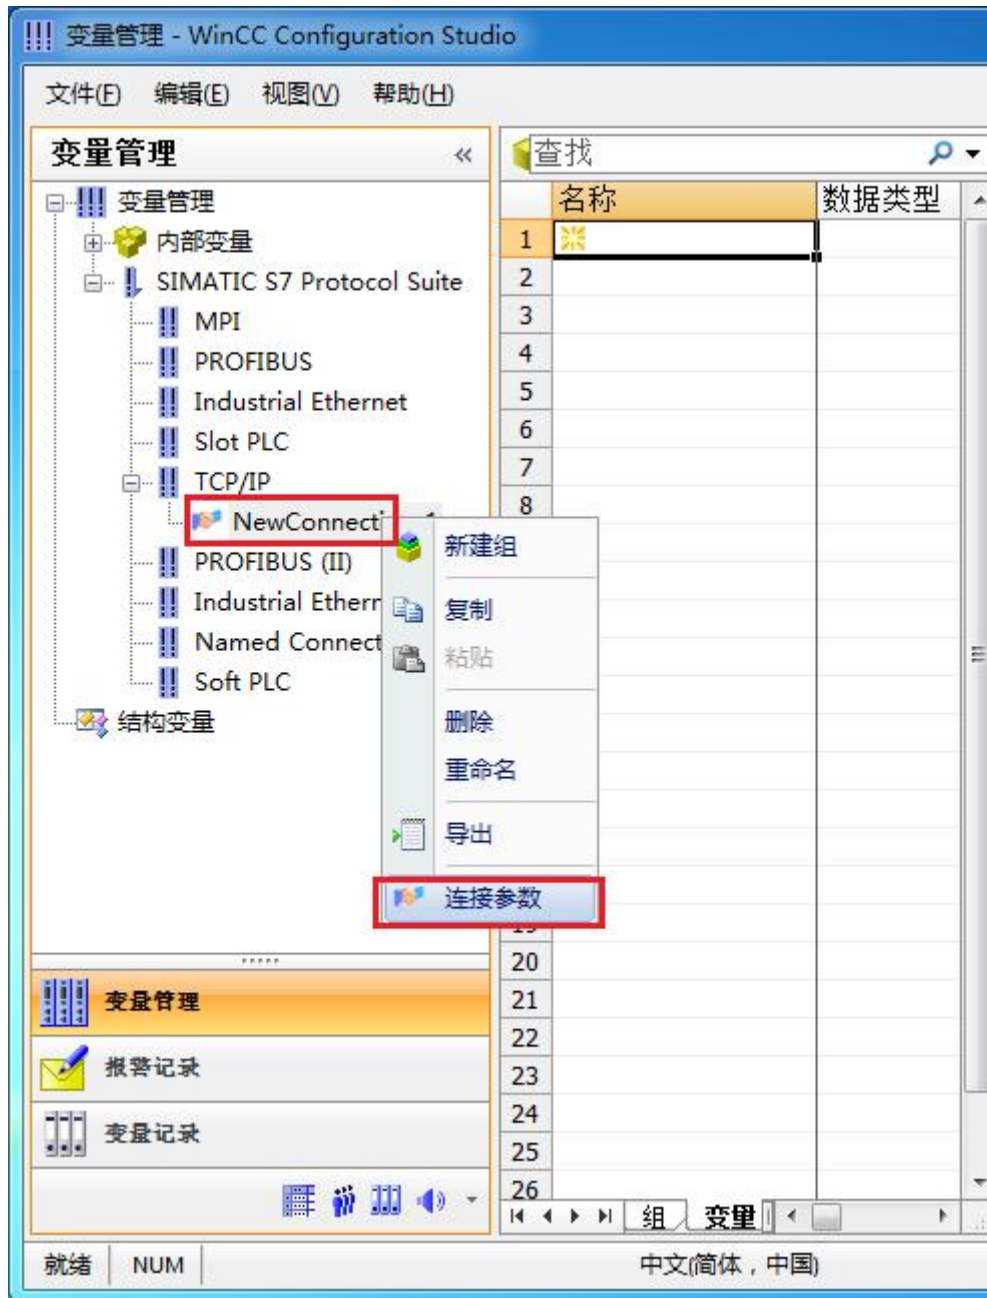 变量管理 - WinCC Configuration Studio
文件(F) 编辑(E) 视图(V) 帮助(H)
变量管理 «
查找
变量管理
内部变量
SIMATIC S7 Protocol Suite
MPI
PROFIBUS
Industrial Ethernet
Slot PLC
TCP/IP
NewConnecti
PROFIBUS (II)
Industrial Ethern
Named Connect
Soft PLC
结构变量
名称 数据类型
1
2
3
4
5
6
7
8
新建组
复制
粘贴
删除
重命名
导出
连接参数
19
20
21
22
23
24
25
26
变量管理
报警记录
变量记录
组 变量
就绪 NUM 中文(简体，中国)